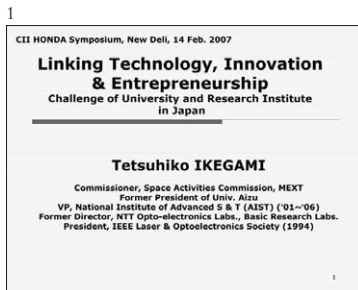 1
CII HONDA Symposium, New Deli, 14 Feb. 2007
Linking Technology, Innovation
& Entrepreneurship
Challenge of University and Research Institute
in Japan
Tetsuhiko IKEGAMI
Commissioner, Space Activities Commission, MEXT
Former President of Univ. Aizu
VP, National Institute of Advanced S & T (AIST) ('01~'06)
Former Director, NTT Opto-electronics Labs., Basic Research Labs.
President, IEEE Laser & Optoelectronics Society (1994)
1